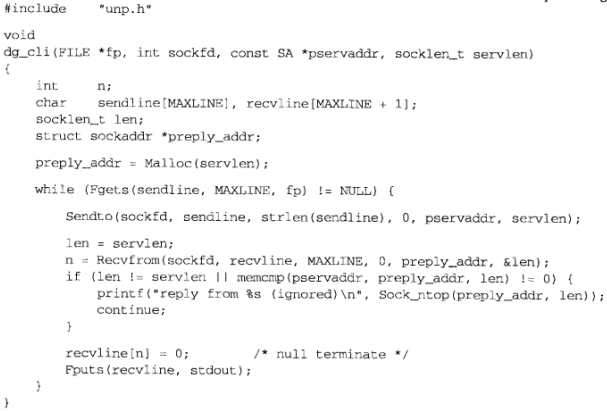 #include "unp.h"
void
dg_cli(FILE *fp, int sockfd, const SA *pservaddr, socklen_t servlen)
{
    int n;
    char sendline[MAXLINE], recvline[MAXLINE + 1];
    socklen_t len;
    struct sockaddr *preply_addr;
    preply_addr = Malloc(servlen);
    while (Fgets(sendline, MAXLINE, fp) != NULL) {
        Sendto(sockfd, sendline, strlen(sendline), 0, pservaddr, servlen);
        len = servlen;
        n = Recvfrom(sockfd, recvline, MAXLINE, 0, preply_addr, &len);
        if (len != servlen || memcmp(pservaddr, preply_addr, len) != 0) {
            printf("reply from %s (ignored)\n", Sock_ntop(preply_addr, len));
            continue;
        }
        recvline[n] = 0; /* null terminate */
        Fputs(recvline, stdout);
    }
}